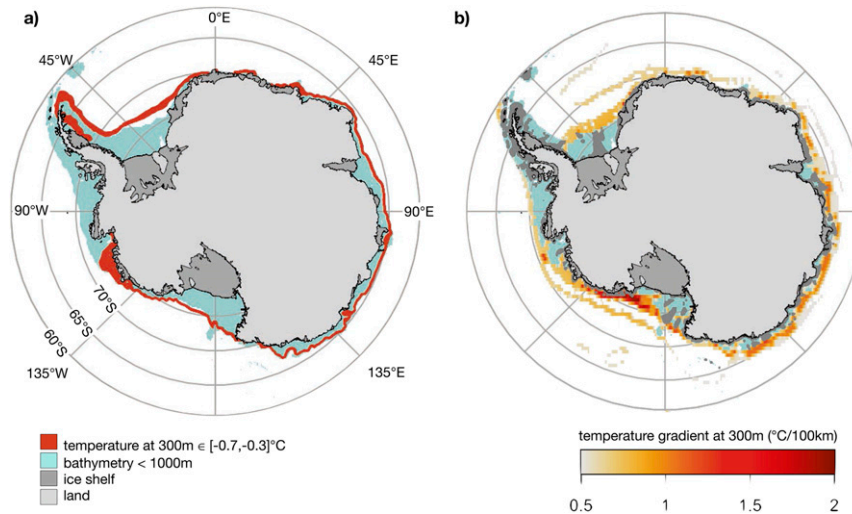 a)
0°E
45°E
90°E
135°E
135°W
90°W
45°W
70°S
65°S
60°S
temperature at 300m ∈ [-0.7,-0.3]°C
bathymetry < 1000m
ice shelf
land
b)
temperature gradient at 300m (°C/100km)
0.5 1 1.5 2